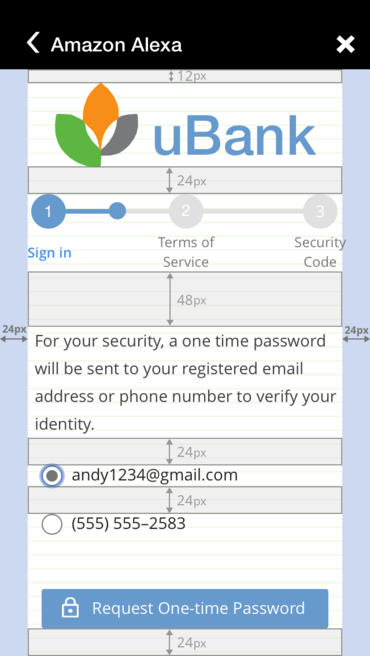 Amazon Alexa
12px
uBank
24px
1 2 3
Sign in
Terms of
Service
Security
Code
48px
24px
24px
For your security, a one time password
will be sent to your registered email
address or phone number to verify your
identity.
24px
andy1234@gmail.com
24px
(555) 555–2583
Request One-time Password
24px